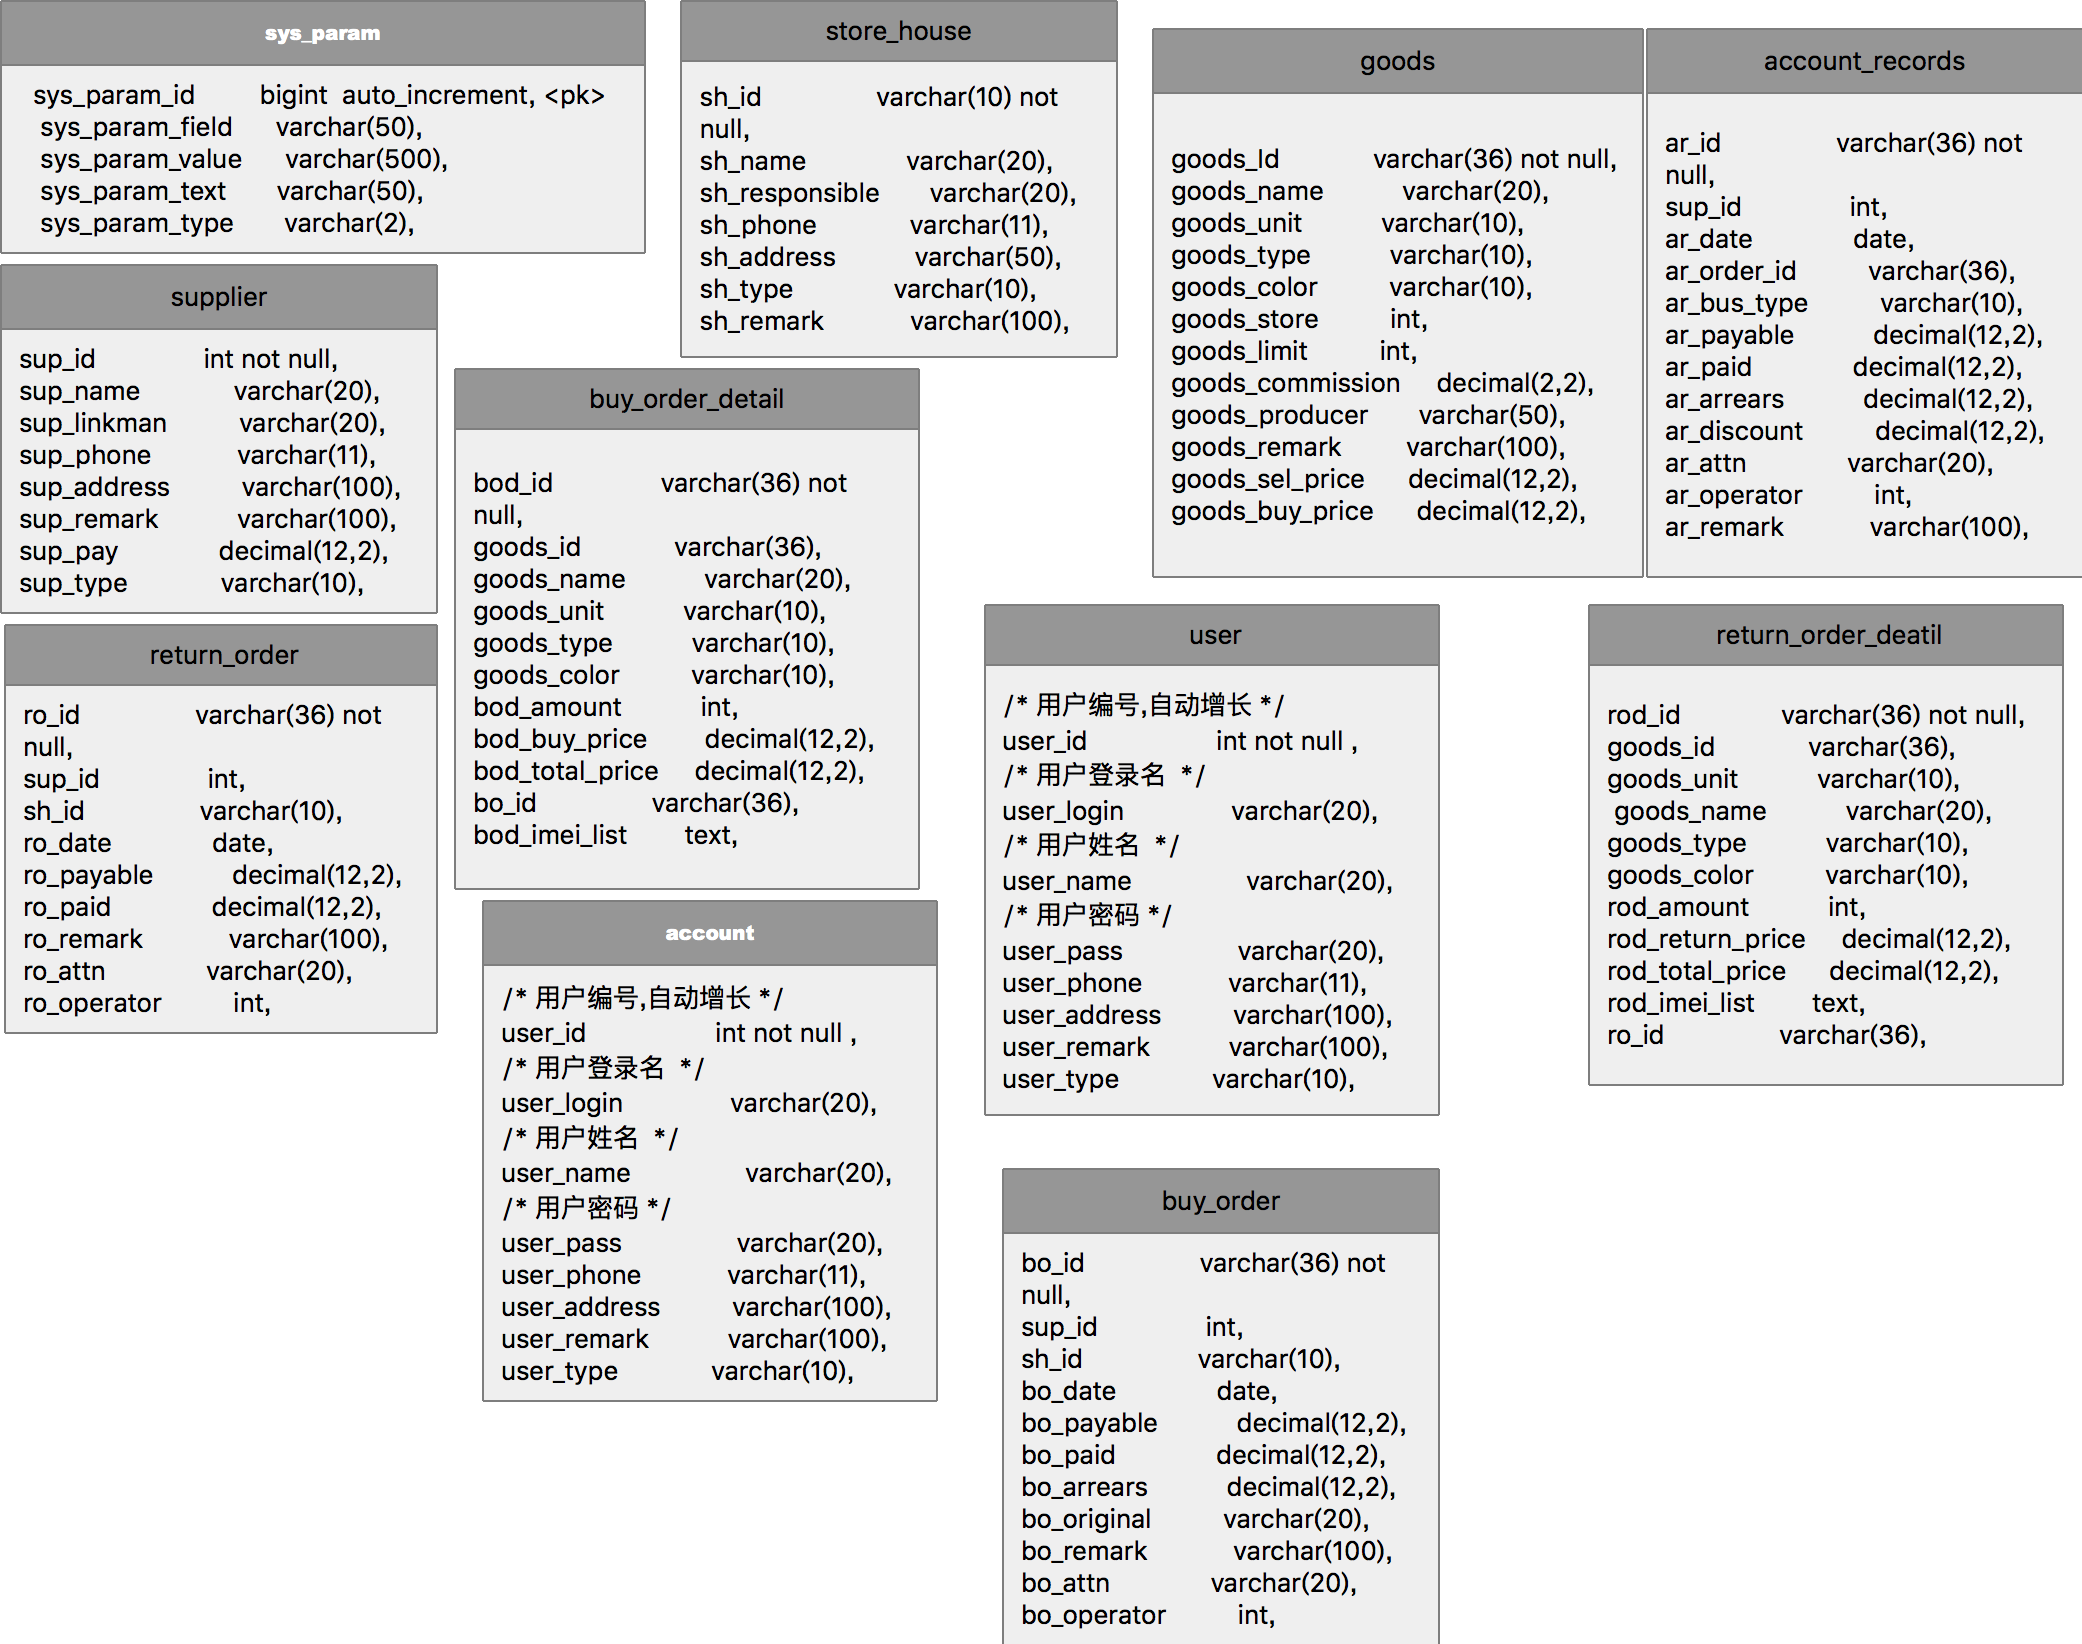 sys_param
sys_param_id bigint auto_increment, <pk>
sys_param_field varchar(50),
sys_param_value varchar(500),
sys_param_text varchar(50),
sys_param_type varchar(2),
store_house
sh_id varchar(10) not
null,
sh_name varchar(20),
sh_responsible varchar(20),
sh_phone varchar(11),
sh_address varchar(50),
sh_type varchar(10),
sh_remark varchar(100),
goods
goods_Id varchar(36) not null,
goods_name varchar(20),
goods_unit varchar(10),
goods_type varchar(10),
goods_color varchar(10),
goods_store int,
goods_limit int,
goods_commission decimal(2,2),
goods_producer varchar(50),
goods_remark varchar(100),
goods_sel_price decimal(12,2),
goods_buy_price decimal(12,2),
account_records
ar_id varchar(36) not
null,
sup_id int,
ar_date date,
ar_order_id varchar(36),
ar_bus_type varchar(10),
ar_payable decimal(12,2),
ar_paid decimal(12,2),
ar_arrears decimal(12,2),
ar_discount decimal(12,2),
ar_attn varchar(20),
ar_operator int,
ar_remark varchar(100),
supplier
sup_id int not null,
sup_name varchar(20),
sup_linkman varchar(20),
sup_phone varchar(11),
sup_address varchar(100),
sup_remark varchar(100),
sup_pay decimal(12,2),
sup_type varchar(10),
buy_order_detail
bod_id varchar(36) not
null,
goods_id varchar(36),
goods_name varchar(20),
goods_unit varchar(10),
goods_type varchar(10),
goods_color varchar(10),
bod_amount int,
bod_buy_price decimal(12,2),
bod_total_price decimal(12,2),
bo_id varchar(36),
bod_imei_list text,
return_order
ro_id varchar(36) not
null,
sup_id int,
sh_id varchar(10),
ro_date date,
ro_payable decimal(12,2),
ro_paid decimal(12,2),
ro_remark varchar(100),
ro_attn varchar(20),
ro_operator int,
user
/* 用户编号,自动增长 */
user_id int not null ,
/* 用户登录名 */
user_login varchar(20),
/* 用户姓名 */
user_name varchar(20),
/* 用户密码 */
user_pass varchar(20),
user_phone varchar(11),
user_address varchar(100),
user_remark varchar(100),
user_type varchar(10),
return_order_deatil
rod_id varchar(36) not null,
goods_id varchar(36),
goods_unit varchar(10),
goods_name varchar(20),
goods_type varchar(10),
goods_color varchar(10),
rod_amount int,
rod_return_price decimal(12,2),
rod_total_price decimal(12,2),
rod_imei_list text,
ro_id varchar(36),
account
/* 用户编号,自动增长 */
user_id int not null ,
/* 用户登录名 */
user_login varchar(20),
/* 用户姓名 */
user_name varchar(20),
/* 用户密码 */
user_pass varchar(20),
user_phone varchar(11),
user_address varchar(100),
user_remark varchar(100),
user_type varchar(10),
buy_order
bo_id varchar(36) not
null,
sup_id int,
sh_id varchar(10),
bo_date date,
bo_payable decimal(12,2),
bo_paid decimal(12,2),
bo_arrears decimal(12,2),
bo_original varchar(20),
bo_remark varchar(100),
bo_attn varchar(20),
bo_operator int,